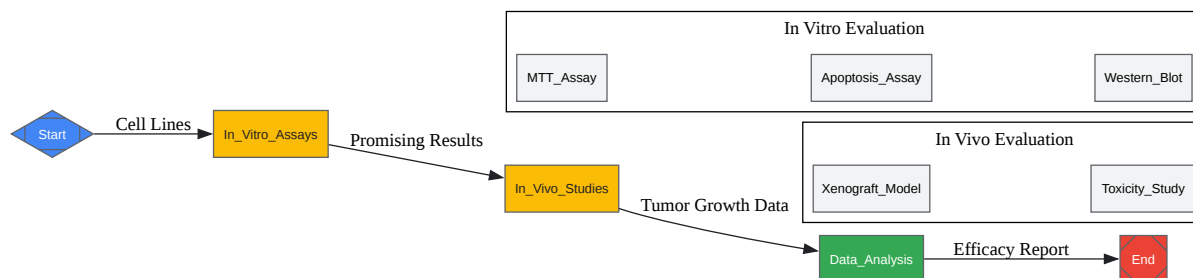 In Vitro Evaluation
MTT_Assay
Apoptosis_Assay
Western_Blot
Start
Cell Lines
In_Vitro_Assays
Promising Results
In Vivo Evaluation
In_Vivo_Studies
Xenograft_Model
Toxicity_Study
Tumor Growth Data
Data_Analysis
Efficacy Report
End